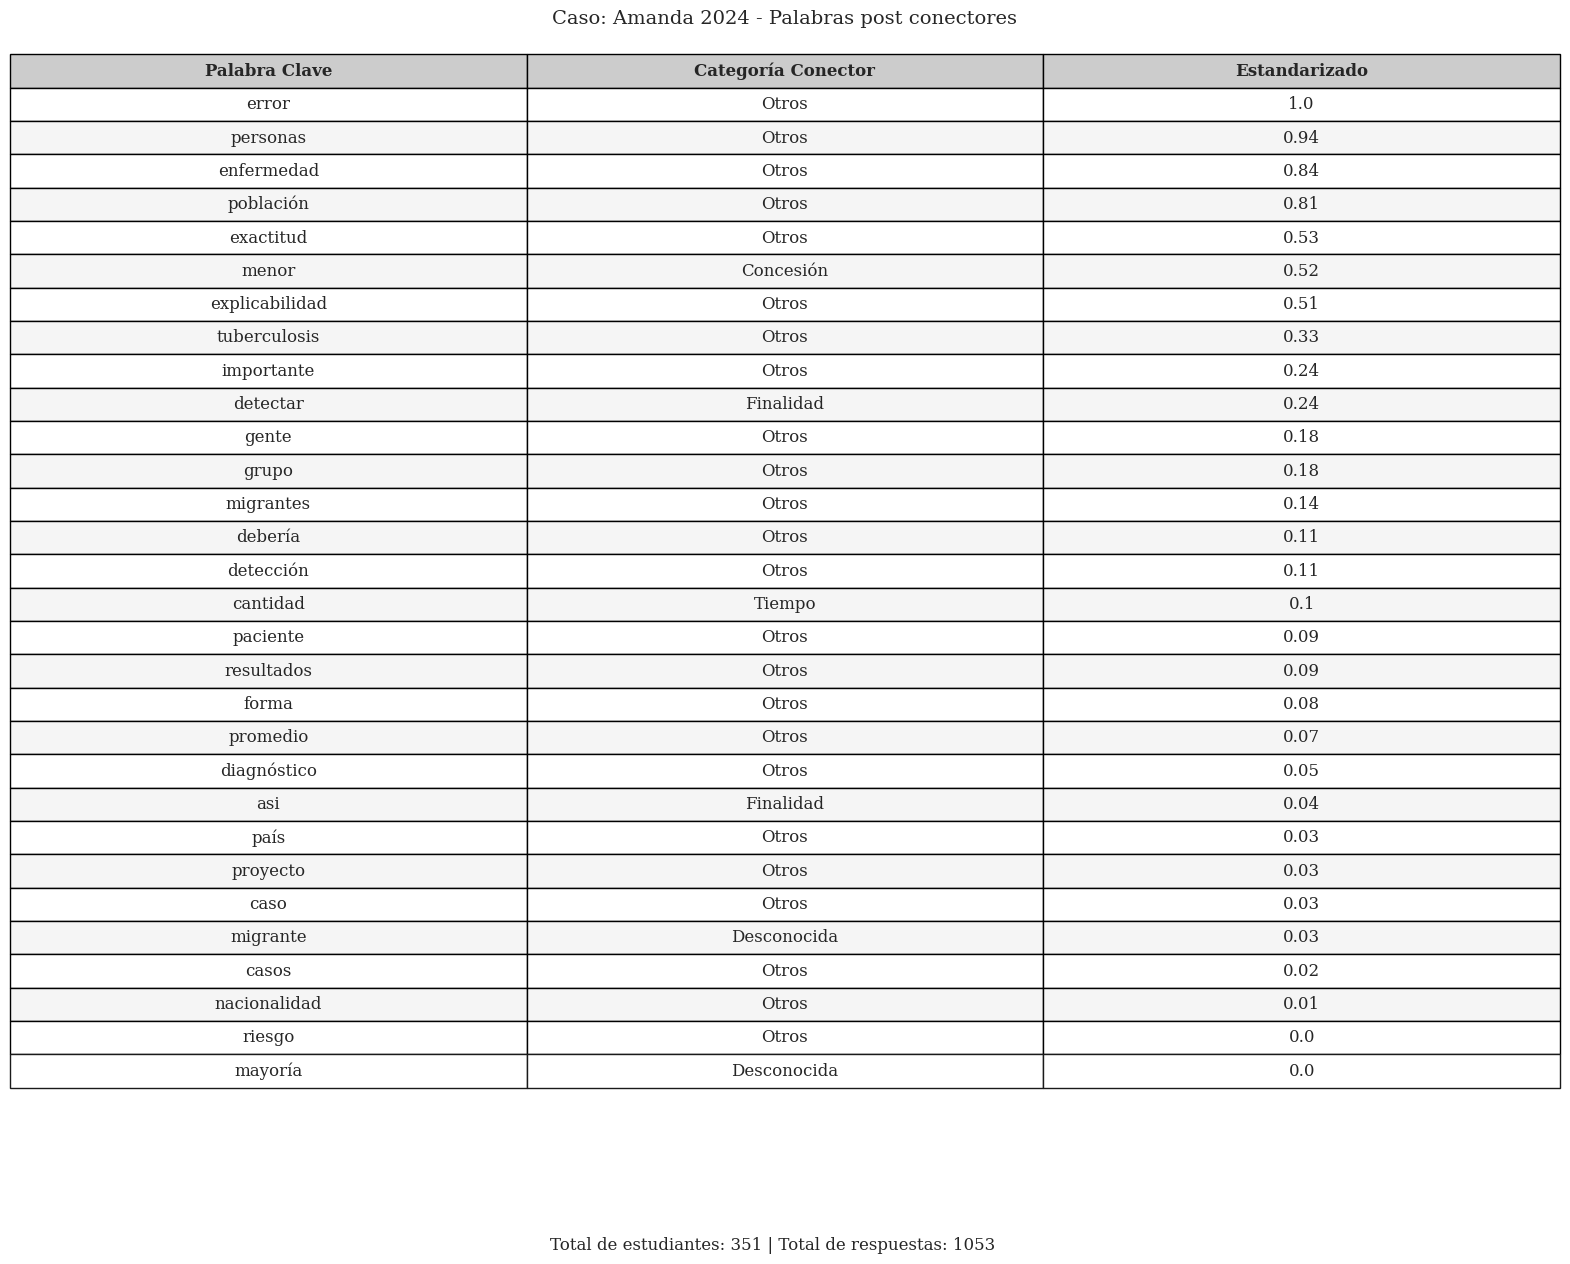 Caso: Amanda 2024 - Palabras post conectores
Palabra Clave Categoría Conector Estandarizado
error Otros 1.0
personas Otros 0.94
enfermedad Otros 0.84
población Otros 0.81
exactitud Otros 0.53
menor Concesión 0.52
explicabilidad Otros 0.51
tuberculosis Otros 0.33
importante Otros 0.24
detectar Finalidad 0.24
gente Otros 0.18
grupo Otros 0.18
migrantes Otros 0.14
debería Otros 0.11
detección Otros 0.11
cantidad Tiempo 0.1
paciente Otros 0.09
resultados Otros 0.09
forma Otros 0.08
promedio Otros 0.07
diagnóstico Otros 0.05
asi Finalidad 0.04
país Otros 0.03
proyecto Otros 0.03
caso Otros 0.03
migrante Desconocida 0.03
casos Otros 0.02
nacionalidad Otros 0.01
riesgo Otros 0.0
mayoría Desconocida 0.0
Total de estudiantes: 351 | Total de respuestas: 1053